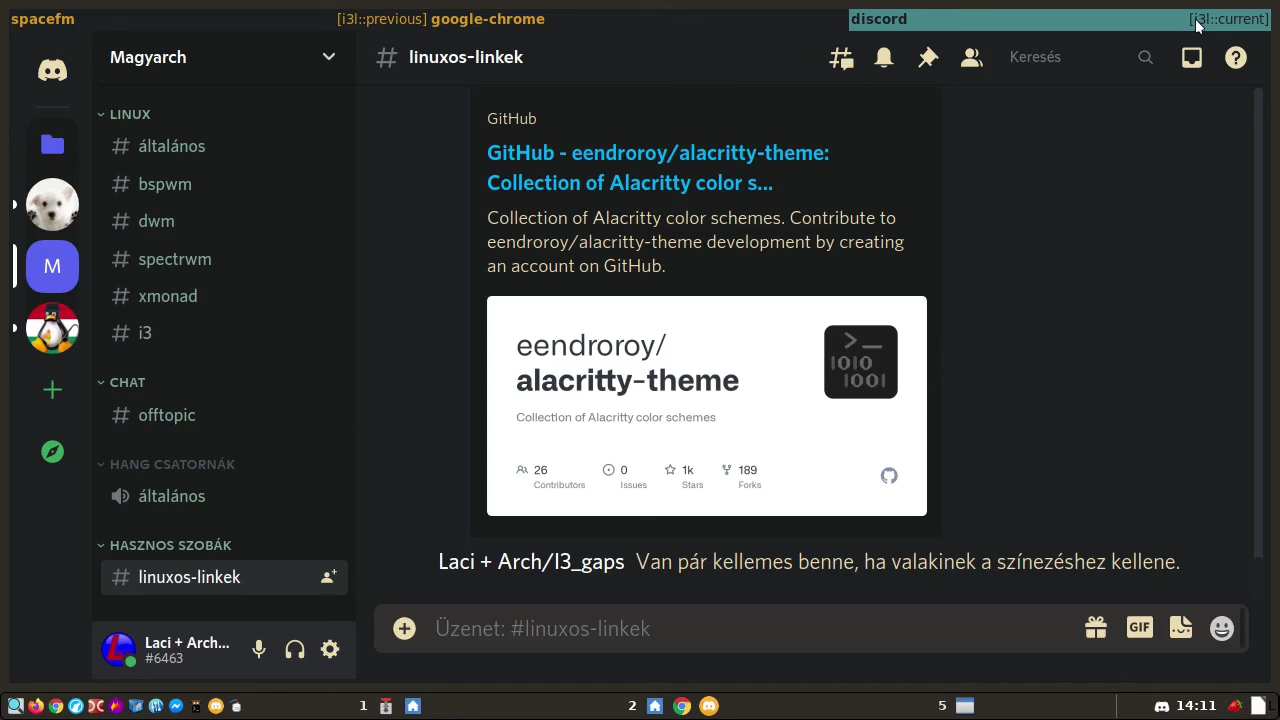 spacefm
[i3l::previous] google-chrome
discord
[i3l::current]
Magyarch
linuxos-linkek
Keresés
LINUX
általános
bspwm
dwm
spectrwm
xmonad
i3
CHAT
offtopic
HANG CSATORNÁK
általános
HASZNOS SZOBÁK
linuxos-linkek
M
Laci + Arch...
#6463
GitHub
GitHub - eendroroy/alacritty-theme:
Collection of Alacritty color s...
Collection of Alacritty color schemes. Contribute to
eendroroy/alacritty-theme development by creating
an account on GitHub.
eendroroy/
alacritty-theme
Collection of Alacritty color schemes
26
Contributors
0
Issues
1k
Stars
189
Forks
Laci + Arch/I3_gaps Van pár kellemes benne, ha valakinek a színezéshez kellene.
Üzenet: #linuxos-linkek
GIF
1
2
5
14:11